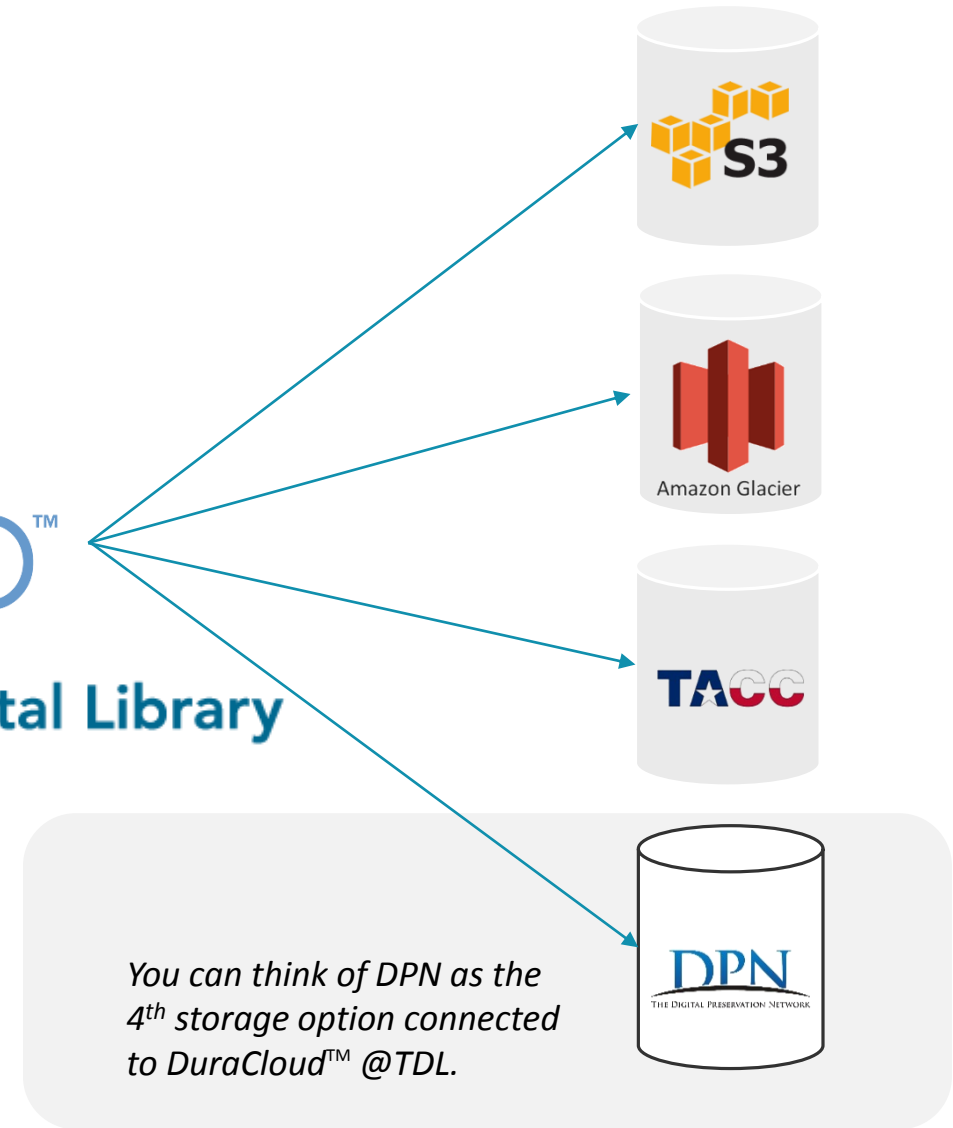 S3
Amazon Glacier
TM
TACC
tal Library
DPN
THE DIGITAL PRESERVATION NETWORK
You can think of DPN as the
4th storage option connected
to DuraCloud™ @TDL.